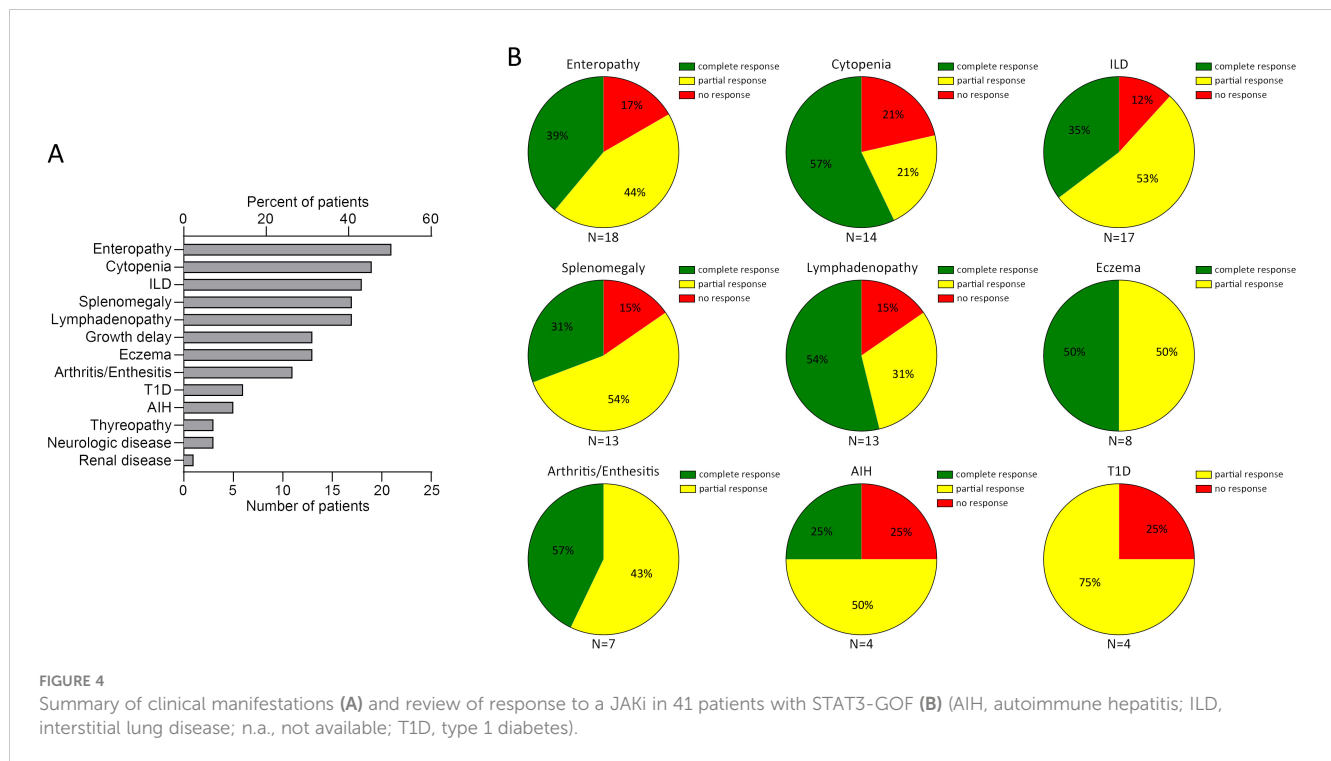 A
Percent of patients
0 20 40 60
Enteropathy
Cytopenia
ILD
Splenomegaly
Lymphadenopathy
Growth delay
Eczema
Arthritis/Enthesitis
T1D
AIH
Thyreopathy
Neurologic disease
Renal disease
0 5 10 15 20 25
Number of patients
B
Enteropathy
complete response
partial response
no response
17%
39%
44%
N=18
Cytopenia
complete response
partial response
no response
21%
57%
21%
N=14
ILD
complete response
partial response
no response
12%
35%
53%
N=17
Splenomegaly
complete response
partial response
no response
15%
31%
54%
N=13
Lymphadenopathy
complete response
partial response
no response
15%
54%
31%
N=13
Eczema
complete response
partial response
50%
50%
N=8
Arthritis/Enthesitis
complete response
partial response
57%
43%
N=7
AIH
complete response
partial response
no response
25%
25%
50%
N=4
T1D
partial response
no response
25%
75%
N=4
FIGURE 4
Summary of clinical manifestations (A) and review of response to a JAKi in 41 patients with STAT3-GOF (B) (AIH, autoimmune hepatitis; ILD,
interstitial lung disease; n.a., not available; T1D, type 1 diabetes).